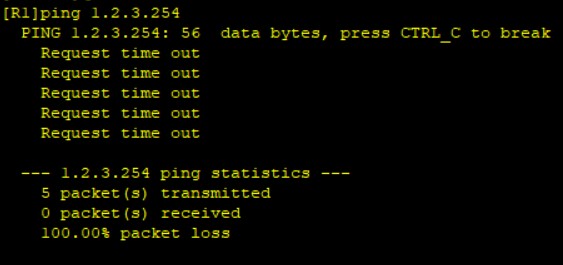 [R1]ping 1.2.3.254
PING 1.2.3.254: 56  data bytes, press CTRL_C to break
Request time out
Request time out
Request time out
Request time out
Request time out
--- 1.2.3.254 ping statistics ---
5 packet(s) transmitted
0 packet(s) received
100.00% packet loss